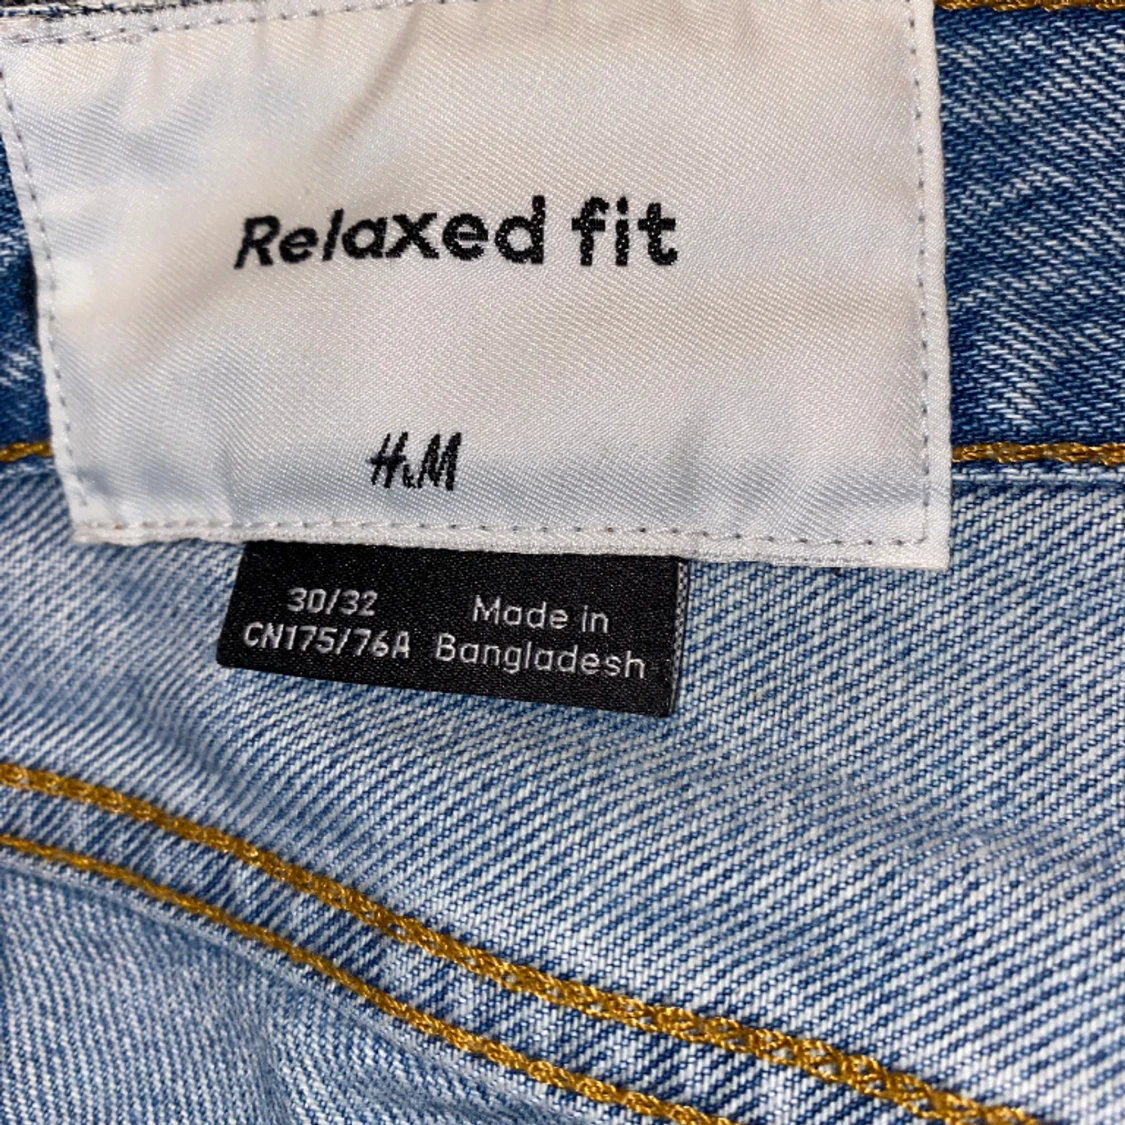 Relaxed fit
H&M
30/32
CN175/76A
Made in
Bangladesh